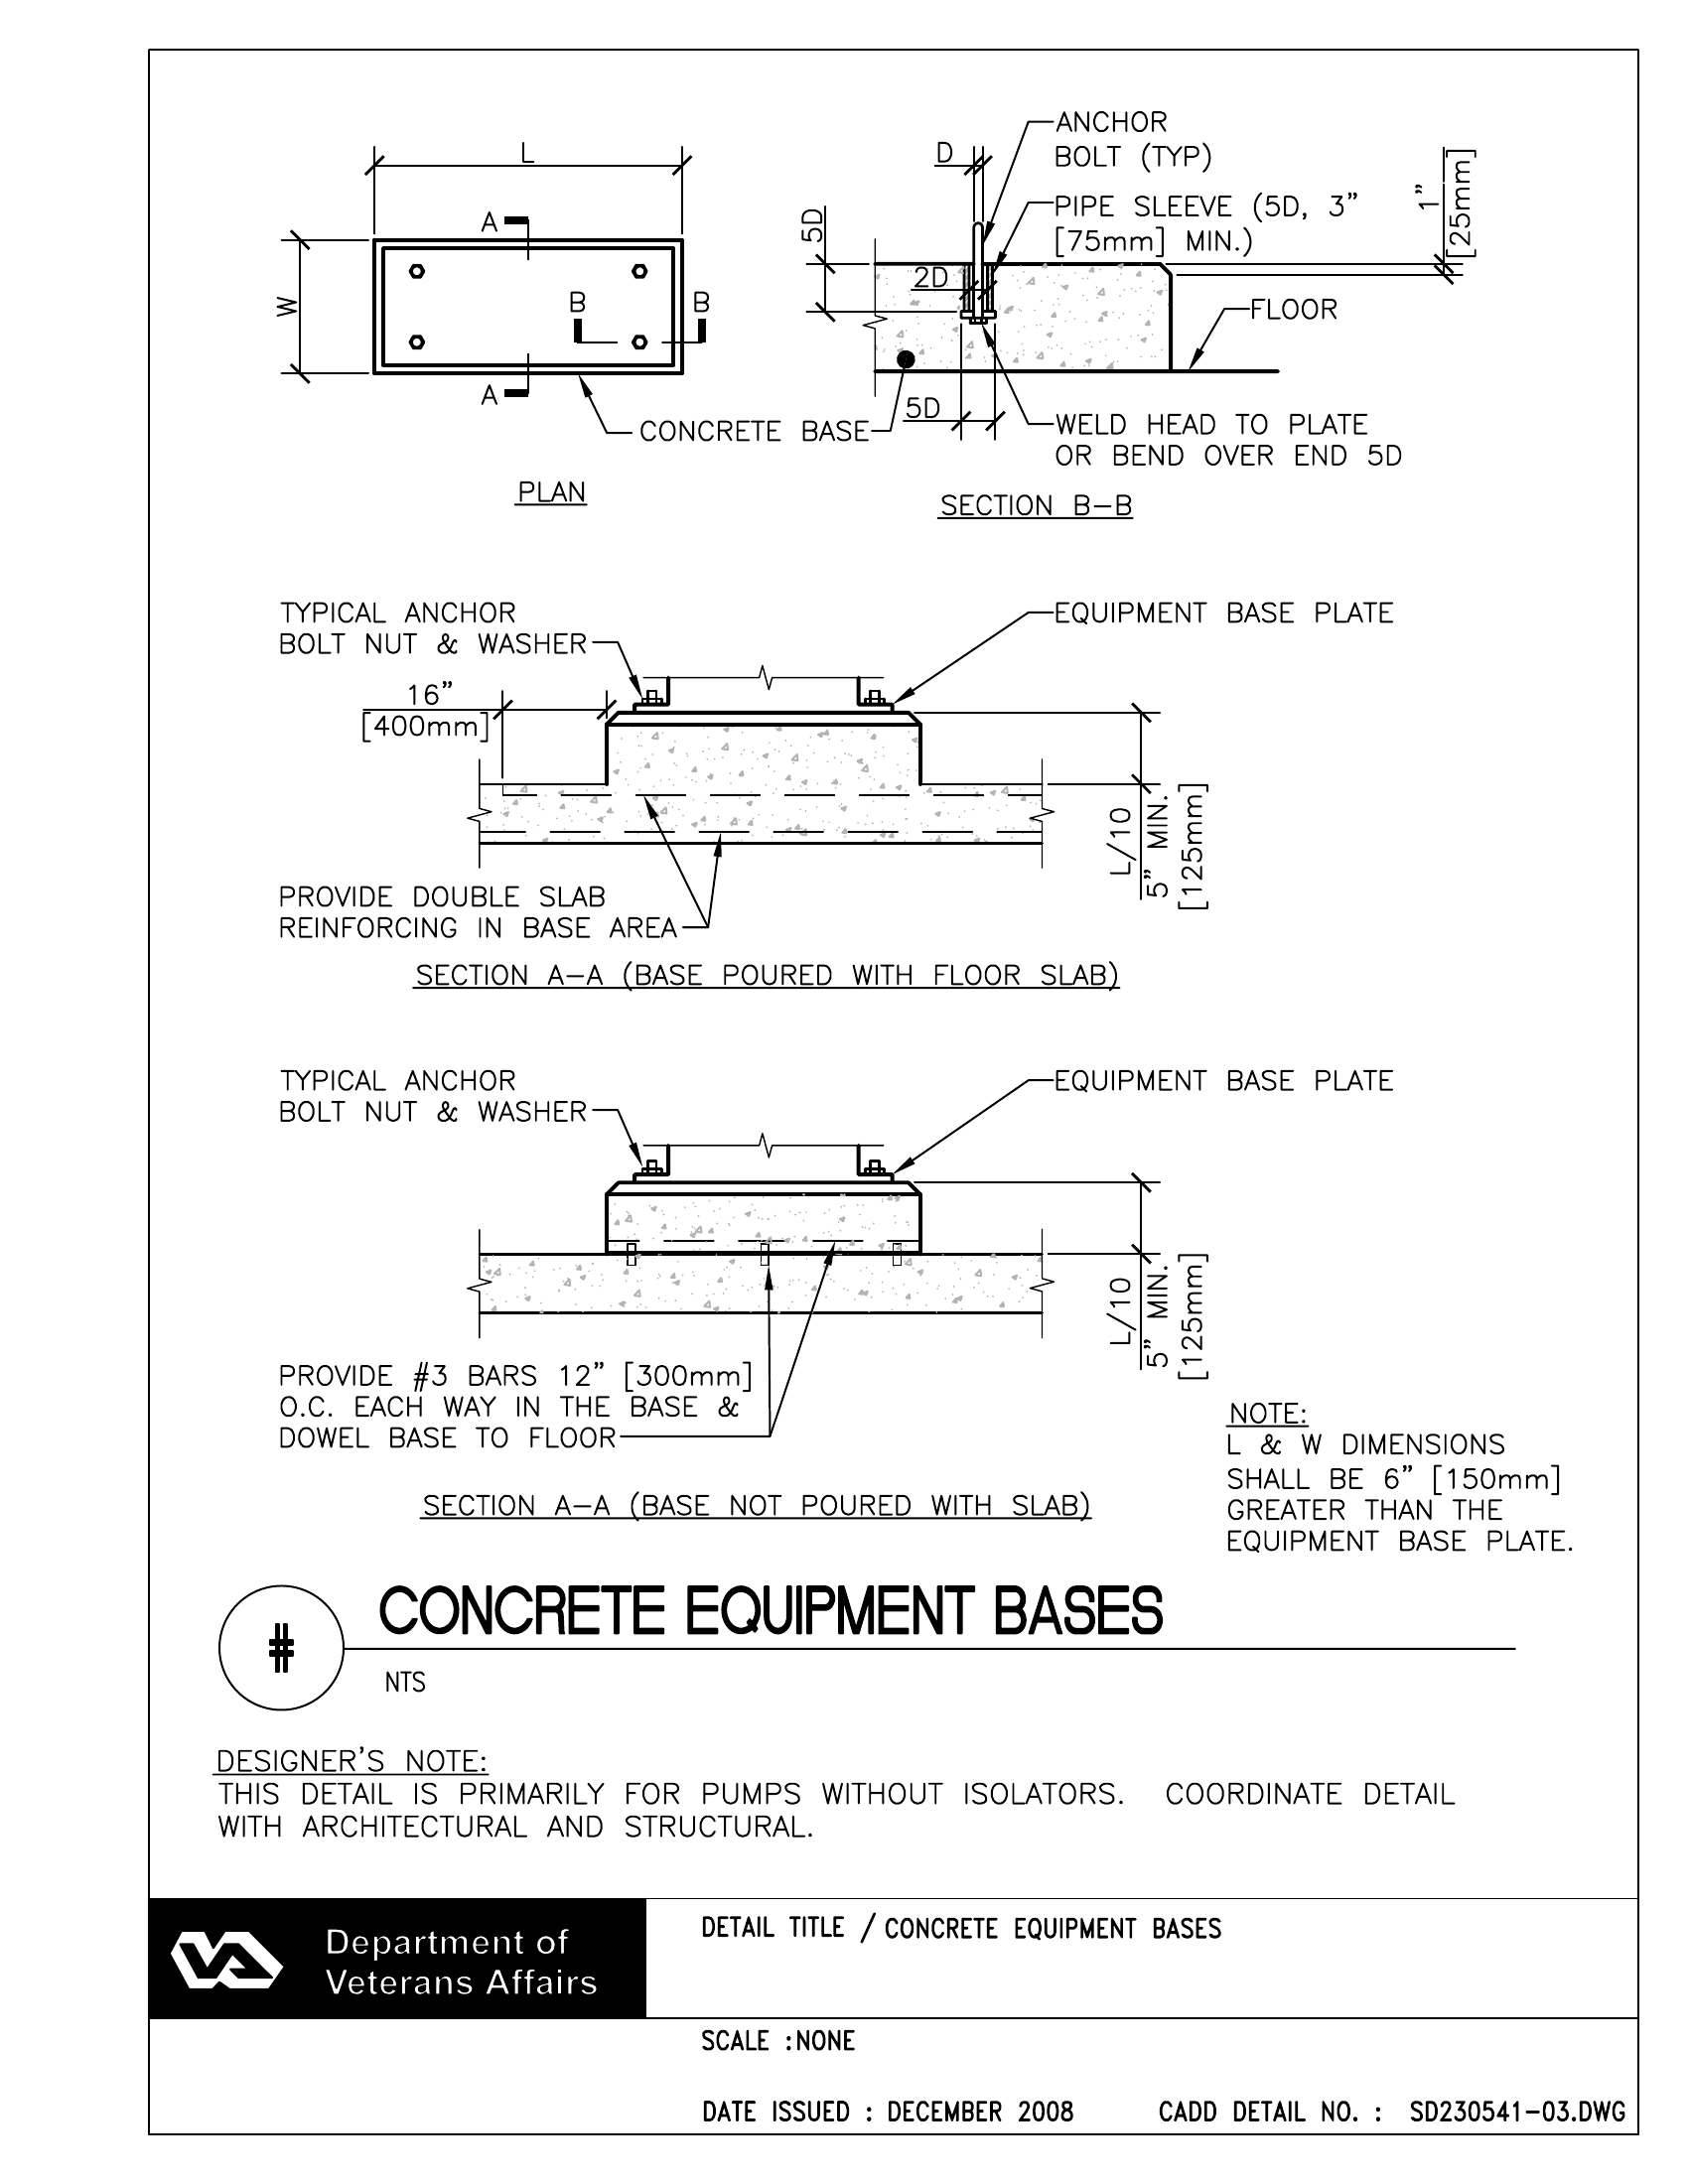 L
W
A
A
B
B
CONCRETE BASE
PLAN
ANCHOR
BOLT (TYP)
D
PIPE SLEEVE (5D, 3"
[75mm] MIN.)
1"
[25mm]
5D
2D
FLOOR
5D
WELD HEAD TO PLATE
OR BEND OVER END 5D
SECTION B-B
TYPICAL ANCHOR
BOLT NUT & WASHER
EQUIPMENT BASE PLATE
16"
[400mm]
L/10
5" MIN.
[125mm]
PROVIDE DOUBLE SLAB
REINFORCING IN BASE AREA
SECTION A-A (BASE POURED WITH FLOOR SLAB)
TYPICAL ANCHOR
BOLT NUT & WASHER
EQUIPMENT BASE PLATE
L/10
5" MIN.
[125mm]
PROVIDE #3 BARS 12" [300mm]
O.C. EACH WAY IN THE BASE &
DOWEL BASE TO FLOOR
SECTION A-A (BASE NOT POURED WITH SLAB)
NOTE:
L & W DIMENSIONS
SHALL BE 6" [150mm]
GREATER THAN THE
EQUIPMENT BASE PLATE.
#
CONCRETE EQUIPMENT BASES
NTS
DESIGNER'S NOTE:
THIS DETAIL IS PRIMARILY FOR PUMPS WITHOUT ISOLATORS. COORDINATE DETAIL
WITH ARCHITECTURAL AND STRUCTURAL.
VA
Department of
Veterans Affairs
DETAIL TITLE / CONCRETE EQUIPMENT BASES
SCALE :NONE
DATE ISSUED : DECEMBER 2008
CADD DETAIL NO. : SD230541-03.DWG